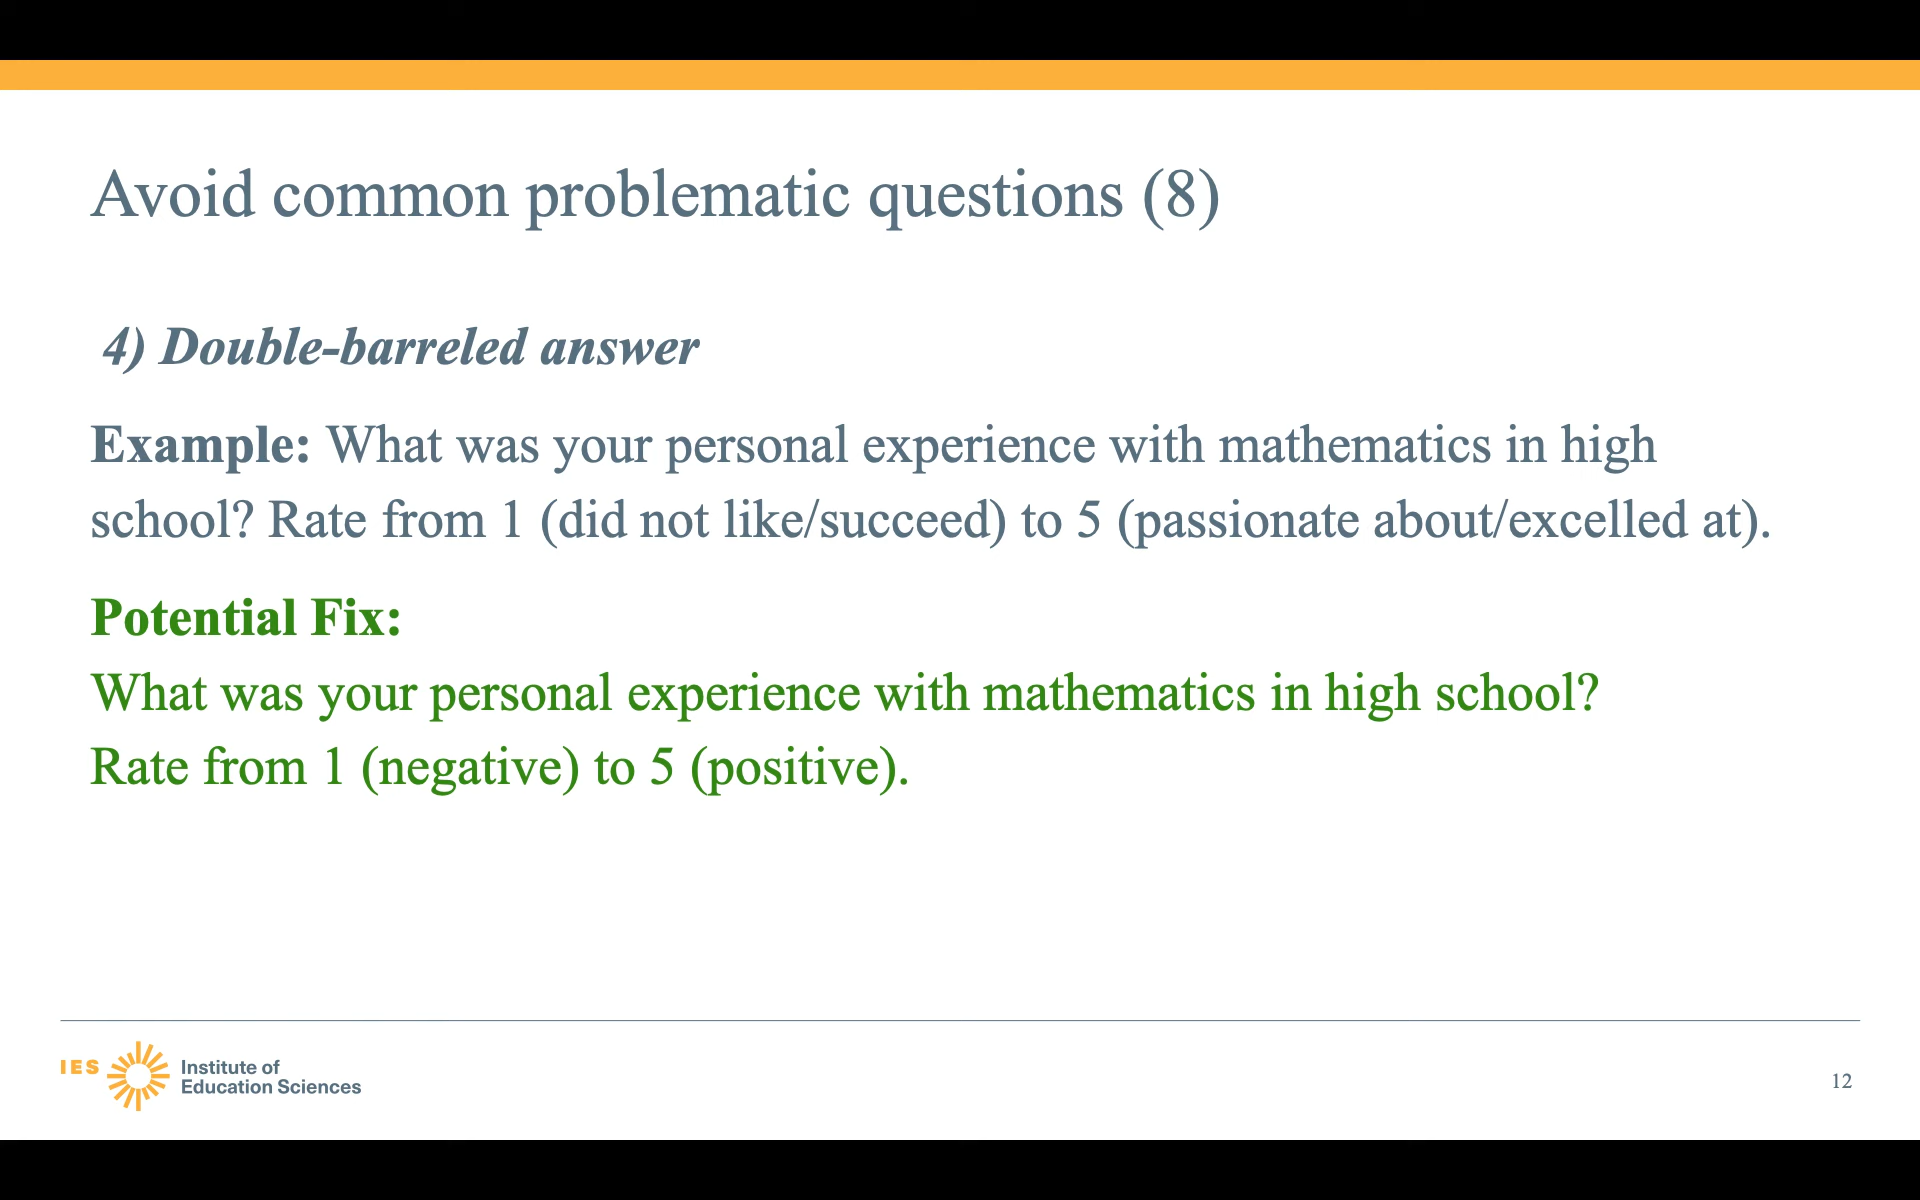 Avoid common problematic questions (8)
4) Double-barreled answer
Example: What was your personal experience with mathematics in high
school? Rate from 1 (did not like/succeed) to 5 (passionate about/excelled at).
Potential Fix:
What was your personal experience with mathematics in high school?
Rate from 1 (negative) to 5 (positive).
IES
Institute of
Education Sciences
12